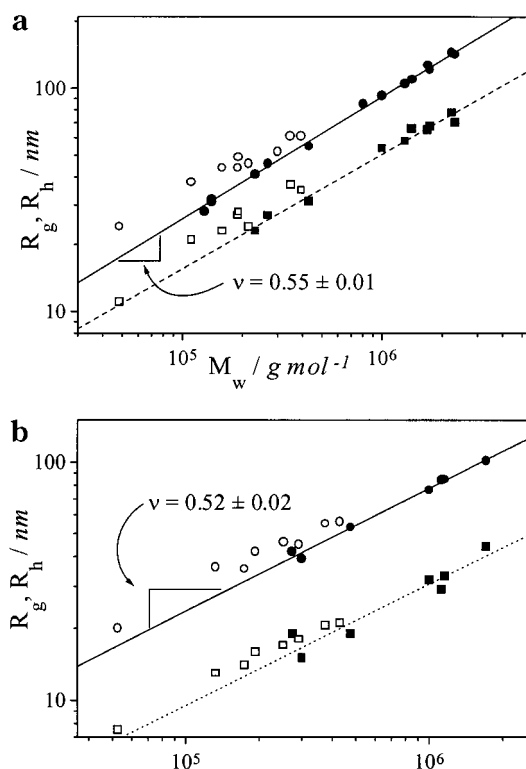 a
100
10
R_g, R_h / nm
ν = 0.55 ± 0.01
10^5
10^6
M_w / g mol^-1
b
100
10
R_g, R_h / nm
ν = 0.52 ± 0.02
10^5
10^6